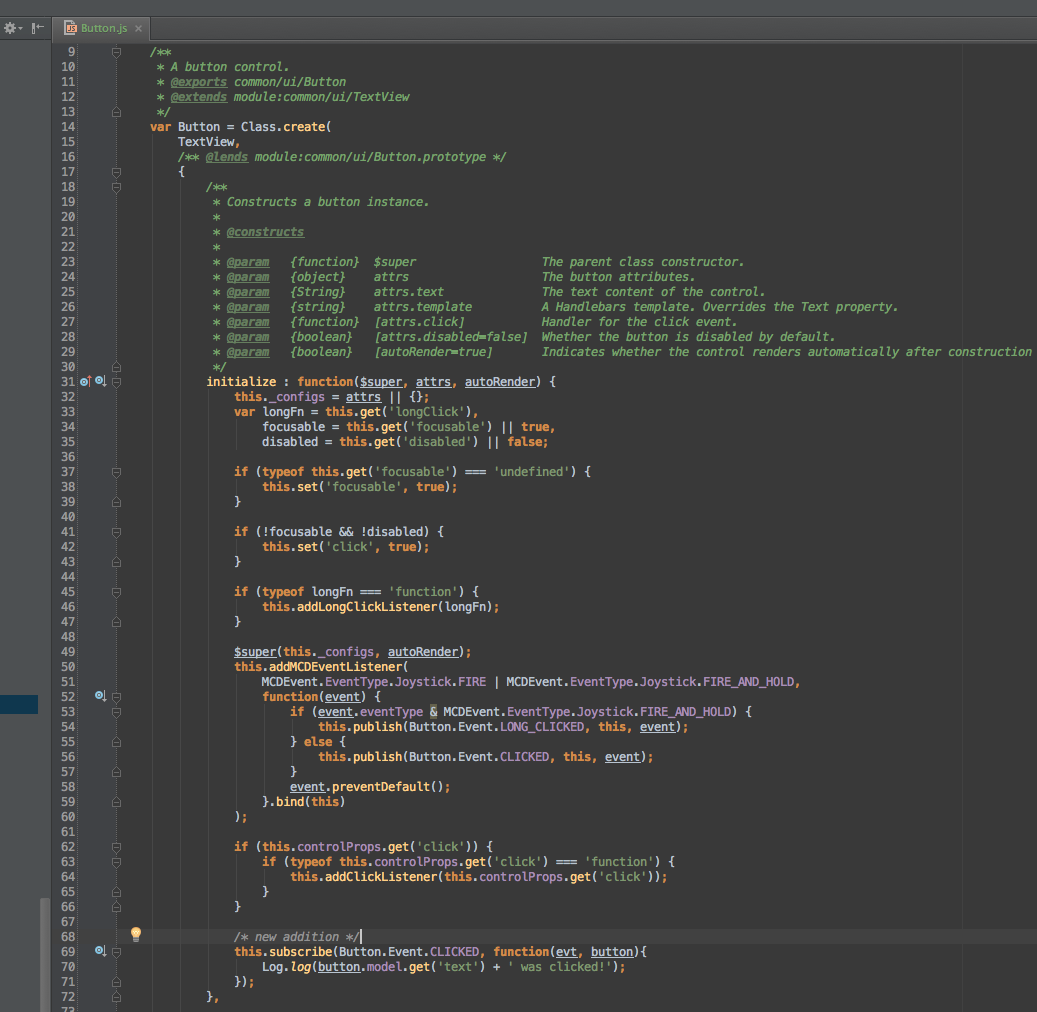 Button.js
9 /**
10 * A button control.
11 * @exports common/ui/Button
12 * @extends module:common/ui/TextView
13 */
14 var Button = Class.create(
15 TextView,
16 /** @lends module:common/ui/Button.prototype */
17 {
18 /**
19 * Constructs a button instance.
20 *
21 * @constructs
22 *
23 * @param {function} $super The parent class constructor.
24 * @param {object} attrs The button attributes.
25 * @param {String} attrs.text The text content of the control.
26 * @param {string} attrs.template A Handlebars template. Overrides the Text property.
27 * @param {function} [attrs.click] Handler for the click event.
28 * @param {boolean} [attrs.disabled=false] Whether the button is disabled by default.
29 * @param {boolean} [autoRender=true] Indicates whether the control renders automatically after construction
30 */
31 initialize : function($super, attrs, autoRender) {
32 this._configs = attrs || {};
33 var longFn = this.get('longClick'),
34 focusable = this.get('focusable') || true,
35 disabled = this.get('disabled') || false;
36
37 if (typeof this.get('focusable') === 'undefined') {
38 this.set('focusable', true);
39 }
40
41 if (!focusable && !disabled) {
42 this.set('click', true);
43 }
44
45 if (typeof longFn === 'function') {
46 this.addLongClickListener(longFn);
47 }
48
49 $super(this._configs, autoRender);
50 this.addMCDEventListener(
51 MCDEvent.EventType.Joystick.FIRE | MCDEvent.EventType.Joystick.FIRE_AND_HOLD,
52 function(event) {
53 if (event.eventType & MCDEvent.EventType.Joystick.FIRE_AND_HOLD) {
54 this.publish(Button.Event.LONG_CLICKED, this, event);
55 } else {
56 this.publish(Button.Event.CLICKED, this, event);
57 }
58 event.preventDefault();
59 }.bind(this)
60 );
61
62 if (this.controlProps.get('click')) {
63 if (typeof this.controlProps.get('click') === 'function') {
64 this.addClickListener(this.controlProps.get('click'));
65 }
66 }
67
68 /* new addition */
69 this.subscribe(Button.Event.CLICKED, function(evt, button){
70 Log.log(button.model.get('text') + ' was clicked!');
71 });
72 },
73